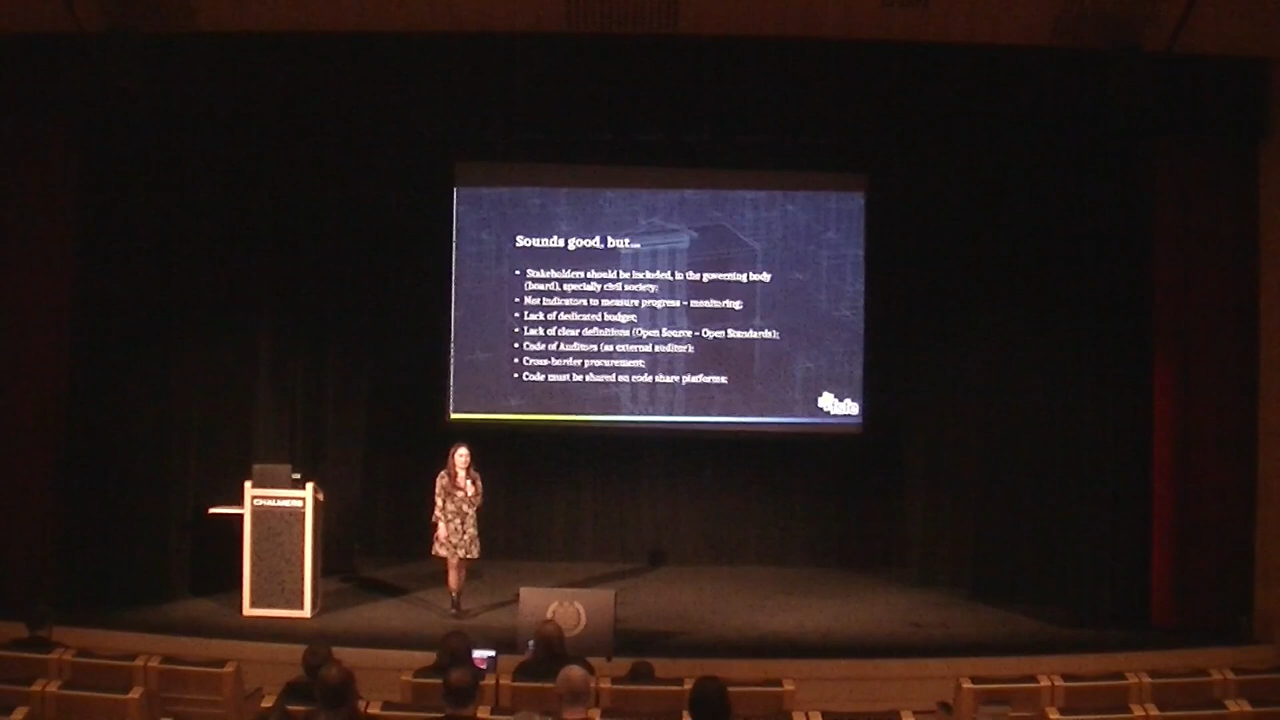 Sounds good, but...
• Stakeholders should be included, in the governing body
(board), specially civil society;
• Not indicators to measure progress – monitoring;
• Lack of dedicated budget;
• Lack of clear definitions (Open Source – Open Standards);
• Code of Auditors (as external auditor);
• Cross-border procurement;
• Code must be shared on code share platforms;
fsfe
CHALMERS